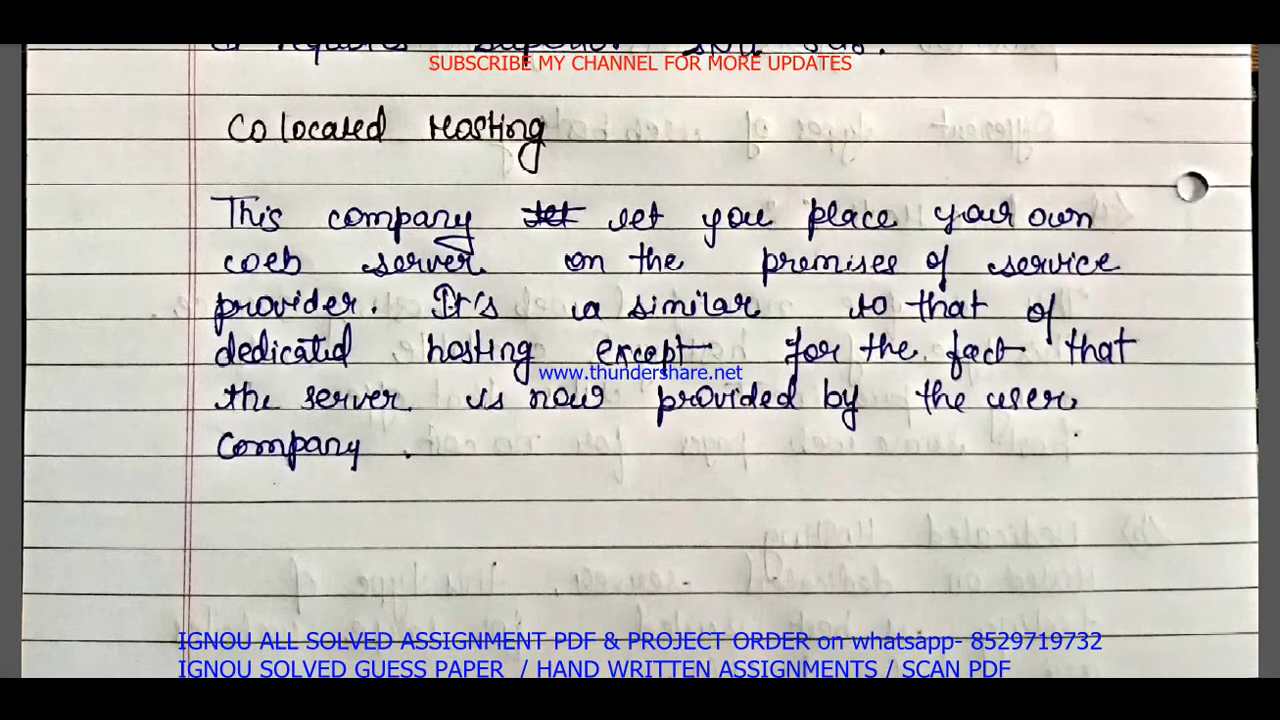 SUBSCRIBE MY CHANNEL FOR MORE UPDATES
Colocated Hosting
This company let you place your own
web server on the premises of service
provider. It's a similar to that of
dedicated hosting except for the fact that
www.thundershare.net
the server is now provided by the user
company.
IGNOU ALL SOLVED ASSIGNMENT PDF & PROJECT ORDER on whatsapp- 8529719732
IGNOU SOLVED GUESS PAPER / HAND WRITTEN ASSIGNMENTS / SCAN PDF